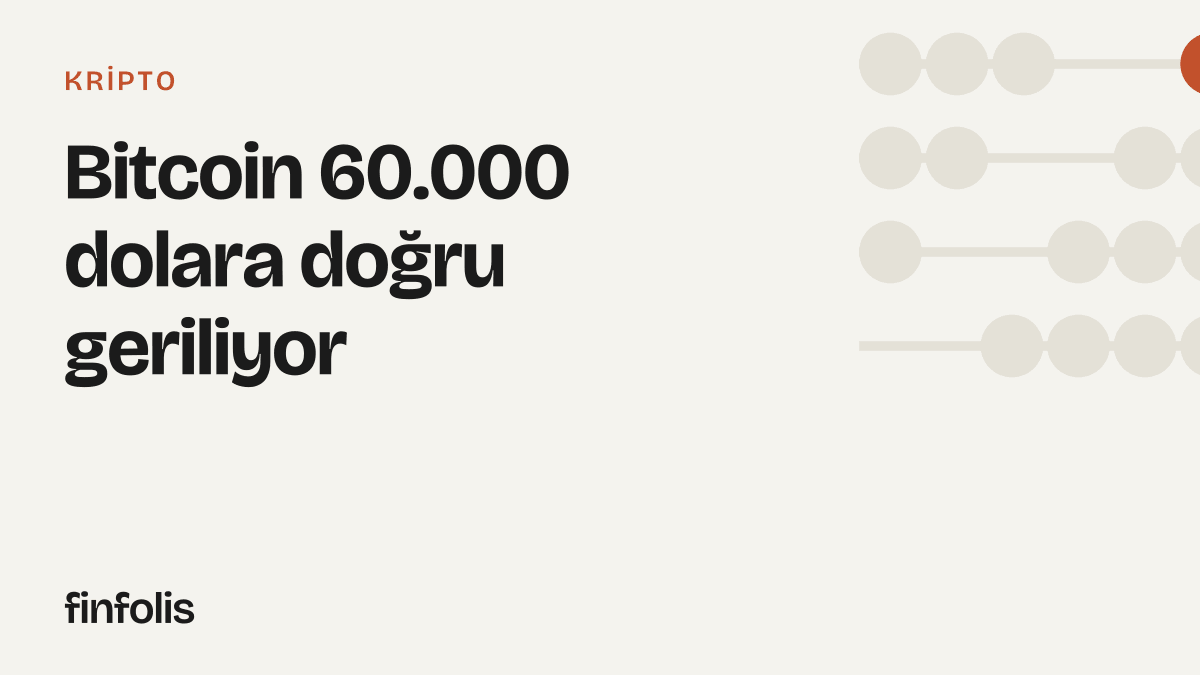 KRİPTO
Bitcoin 60.000
dolara doğru
geriliyor
finfolis